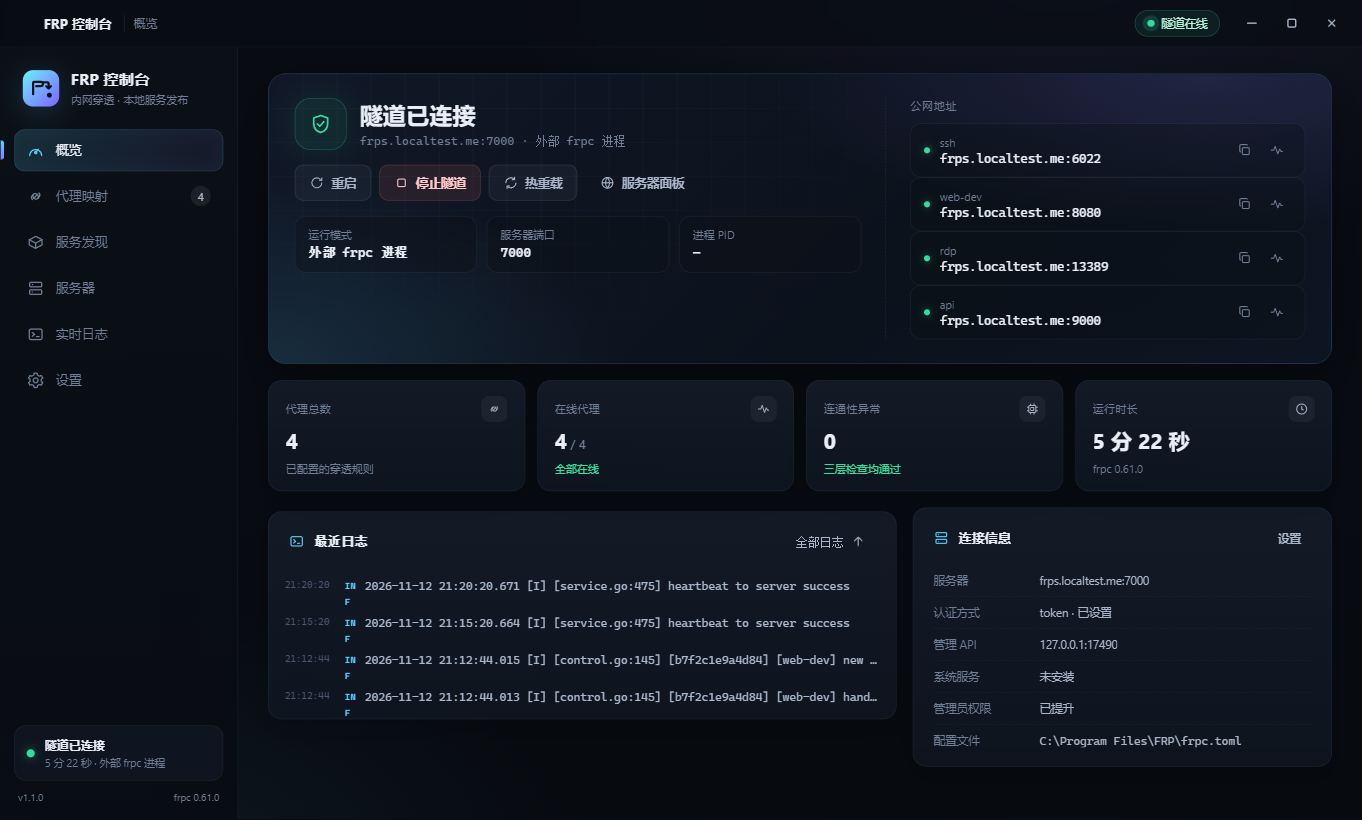 FRP 控制台
概览
隧道在线
FRP 控制台
内网穿透 · 本地服务发布
概览
代理映射
4
服务发现
服务器
实时日志
设置
隧道已连接
5 分 22 秒 · 外部 frpc 进程
v1.1.0
frpc 0.61.0
隧道已连接
frps.localtest.me:7000 · 外部 frpc 进程
重启
停止隧道
热重载
服务器面板
运行模式
外部 frpc 进程
服务器端口
7000
进程 PID
—
公网地址
ssh
frps.localtest.me:6022
web-dev
frps.localtest.me:8080
rdp
frps.localtest.me:13389
api
frps.localtest.me:9000
代理总数
4
已配置的穿透规则
在线代理
4 / 4
全部在线
连通性异常
0
三层检查均通过
运行时长
5 分 22 秒
frpc 0.61.0
最近日志
全部日志
21:20:20 INF 2026-11-12 21:20:20.671 [I] [service.go:475] heartbeat to server success
21:15:20 INF 2026-11-12 21:15:20.664 [I] [service.go:475] heartbeat to server success
21:12:44 INF 2026-11-12 21:12:44.015 [I] [control.go:145] [b7f2c1e9a4d84] [web-dev] new …
21:12:44 INF 2026-11-12 21:12:44.013 [I] [control.go:145] [b7f2c1e9a4d84] [web-dev] hand…
连接信息
设置
服务器 frps.localtest.me:7000
认证方式 token · 已设置
管理 API 127.0.0.1:17490
系统服务 未安装
管理员权限 已提升
配置文件 C:\Program Files\FRP\frpc.toml